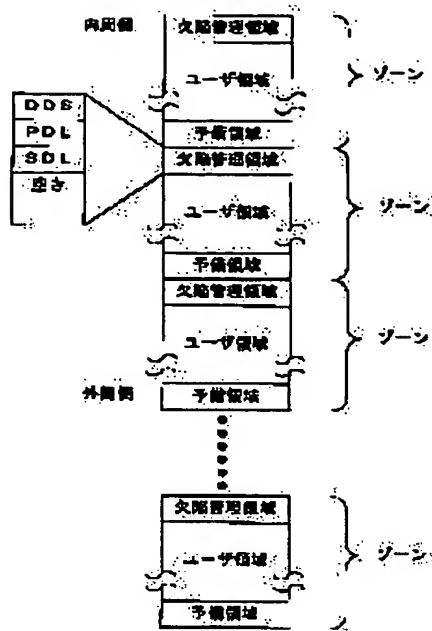 内周側
欠陥管理領域
ユーザ領域
ゾーン
予備領域
DDS
PDL
SDL
空き
欠陥管理領域
ユーザ領域
ゾーン
予備領域
欠陥管理領域
ユーザ領域
ゾーン
外周側
予備領域
欠陥管理領域
ユーザ領域
ゾーン
予備領域